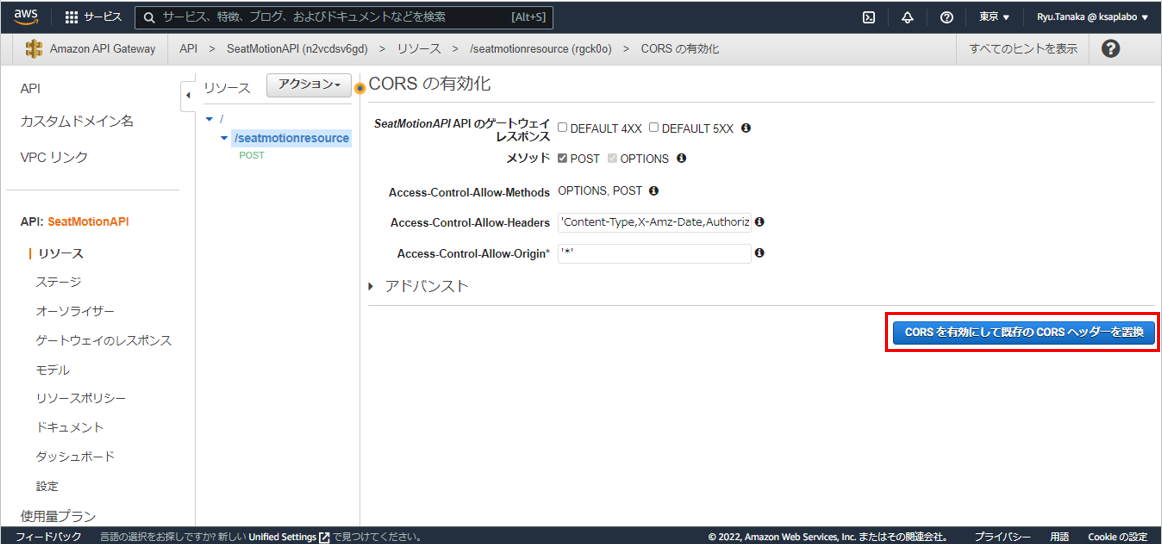 aws サービス サービス、特徴、ブログ、およびドキュメントなどを検索 [Alt+S] 東京 ▼ Ryu.Tanaka @ ksaplabo ▼
Amazon API Gateway API > SeatMotionAPI (n2vcdsv6gd) > リソース > /seatmotionresource (rgck0o) > CORS の有効化 すべてのヒントを表示
API
カスタムドメイン名
VPC リンク
API: SeatMotionAPI
リソース
ステージ
オーソライザー
ゲートウェイのレスポンス
モデル
リソースポリシー
ドキュメント
ダッシュボード
設定
使用量プラン
リソース アクション
/
/seatmotionresource
POST
CORS の有効化
SeatMotionAPI API のゲートウェイ
レスポンス
DEFAULT 4XX DEFAULT 5XX
メソッド POST OPTIONS
Access-Control-Allow-Methods OPTIONS, POST
Access-Control-Allow-Headers 'Content-Type,X-Amz-Date,Authoriz
Access-Control-Allow-Origin* '*'
アドバンスト
CORS を有効にして既存の CORS ヘッダーを置換
フィードバック 言語の選択をお探しですか? 新しい Unified Settings で見つけてください。 © 2022, Amazon Web Services, Inc. またはその関連会社。 プライバシー 用語 Cookie の設定